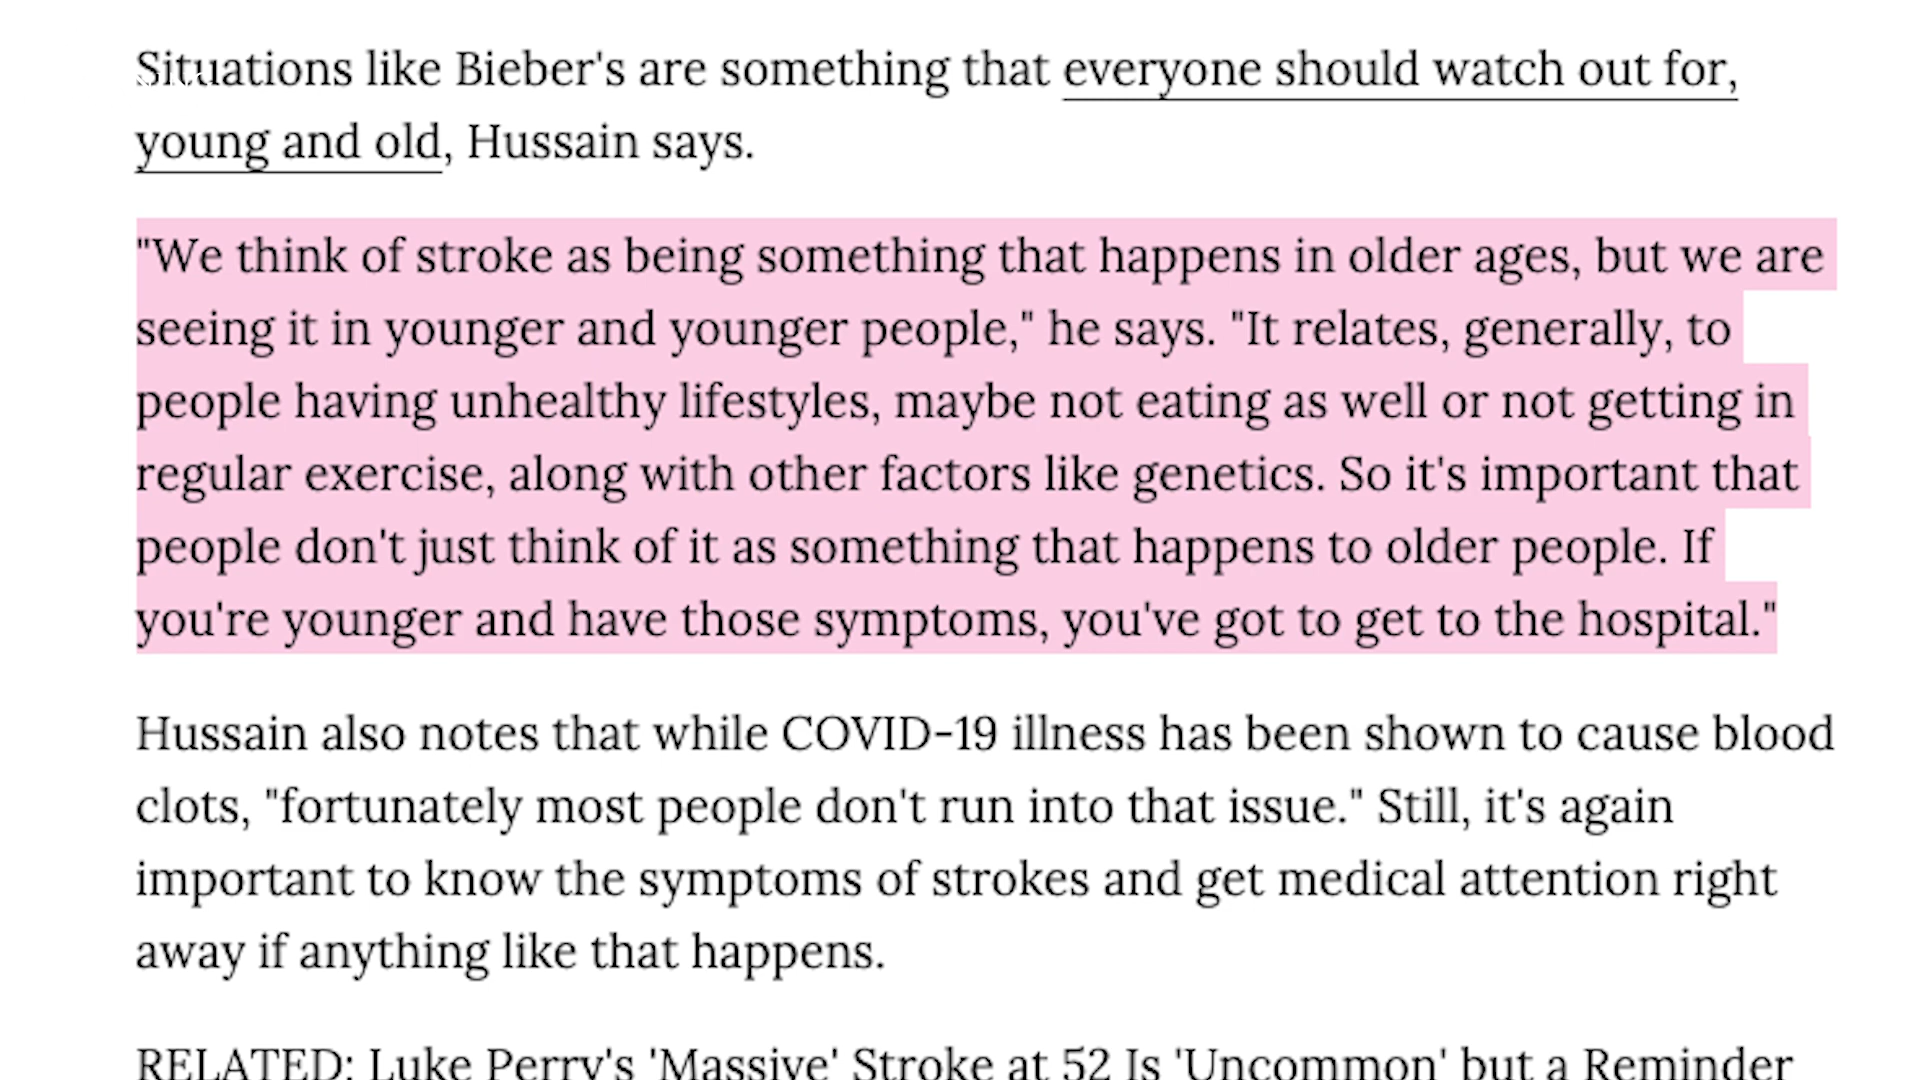 Situations like Bieber's are something that everyone should watch out for,
young and old, Hussain says.
"We think of stroke as being something that happens in older ages, but we are
seeing it in younger and younger people," he says. "It relates, generally, to
people having unhealthy lifestyles, maybe not eating as well or not getting in
regular exercise, along with other factors like genetics. So it's important that
people don't just think of it as something that happens to older people. If
you're younger and have those symptoms, you've got to get to the hospital."
Hussain also notes that while COVID-19 illness has been shown to cause blood
clots, "fortunately most people don't run into that issue." Still, it's again
important to know the symptoms of strokes and get medical attention right
away if anything like that happens.
RELATED: Luke Perry's 'Massive' Stroke at 52 Is 'Uncommon' but a Reminder